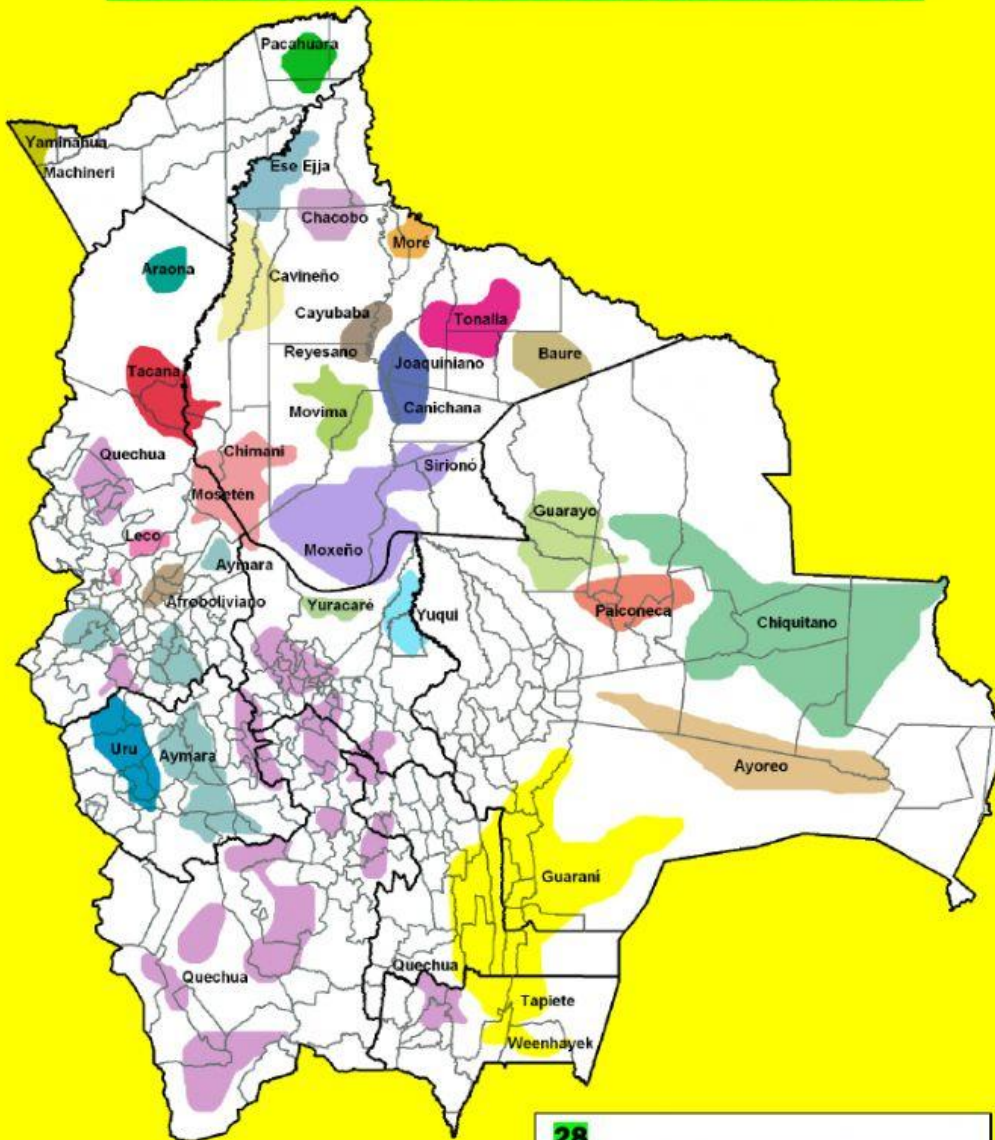 Pacahuara
Yaminahua
Machineri
Ese Ejja
Chacobo
Moré
Araona
Cavineño
Cayubaba
Tonalla
Reyesano
Joaquiniano
Baure
Tacana
Movima
Canichana
Quechua
Chimani
Sirionó
Mosetén
Guarayo
Leco
Moxeño
Aymara
Afroboliviano
Yuracaré
Yuqui
Paiconeca
Chiquitano
Uru
Aymara
Ayoreo
Guaraní
Quechua
Quechua
Tapiete
Weenhayek
28